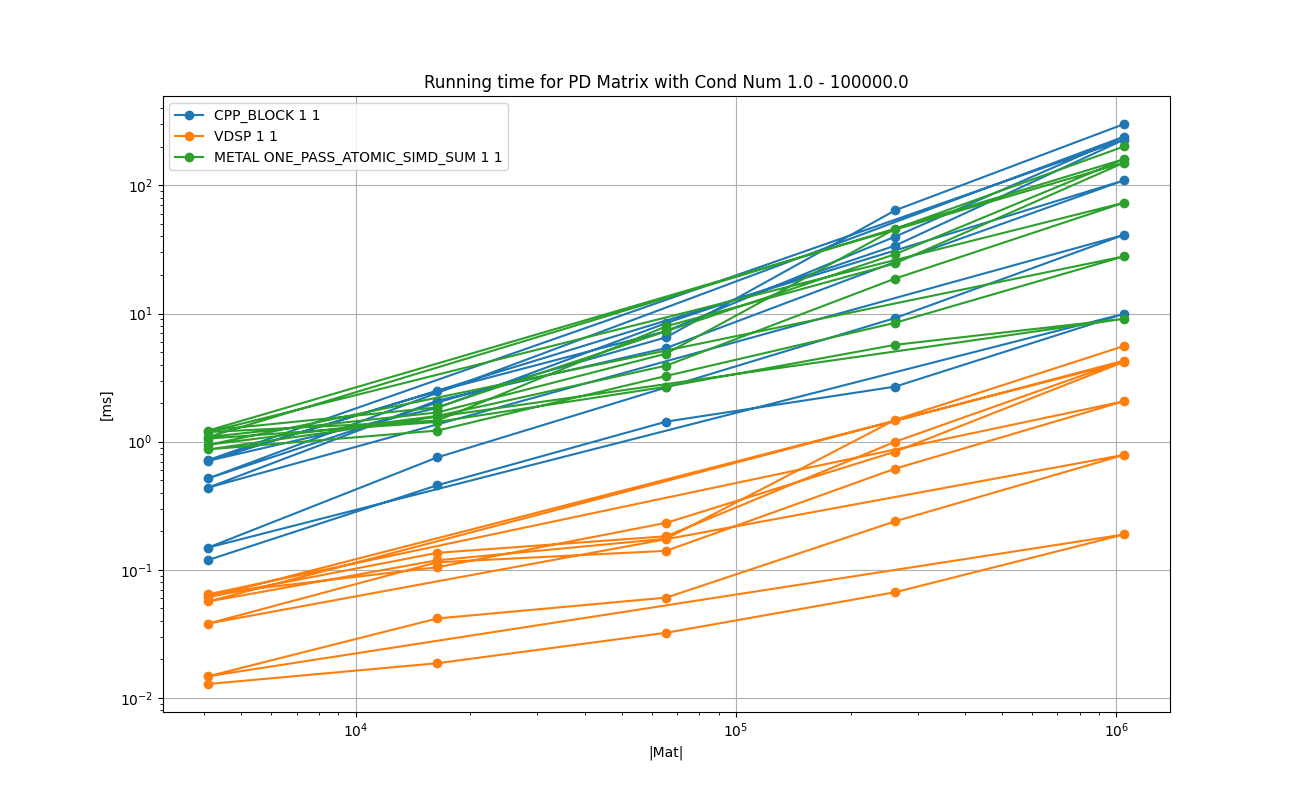 Running time for PD Matrix with Cond Num 1.0 - 100000.0
CPP_BLOCK 1 1
VDSP 1 1
METAL ONE_PASS_ATOMIC_SIMD_SUM 1 1
10²
10¹
10⁰
10⁻¹
10⁻²
[ms]
10⁴ 10⁵ 10⁶
|Mat|